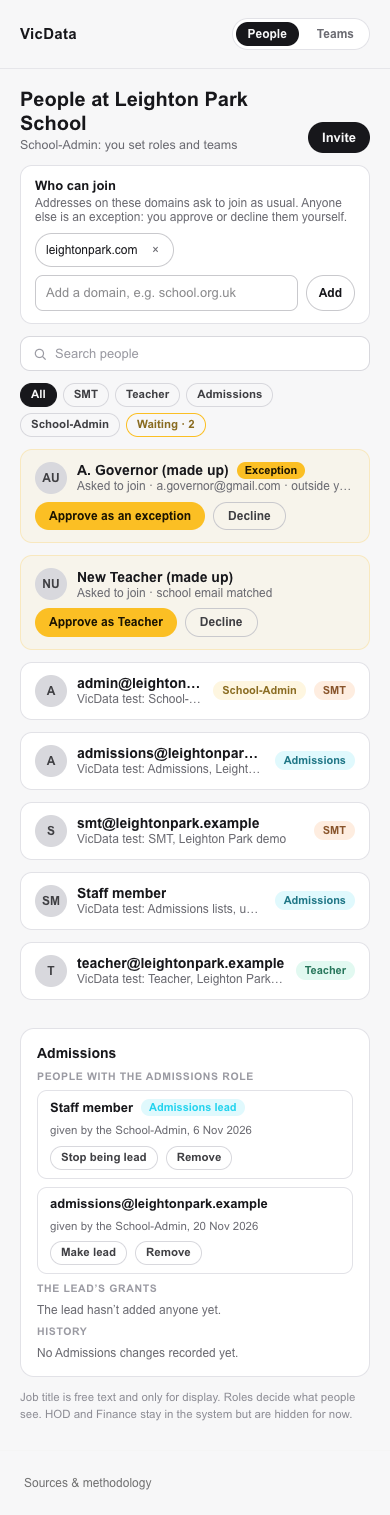 VicData
People
Teams
People at Leighton Park
School
School-Admin: you set roles and teams
Invite
Who can join
Addresses on these domains ask to join as usual. Anyone
else is an exception: you approve or decline them yourself.
leightonpark.com ×
Add a domain, e.g. school.org.uk
Add
Search people
All
SMT
Teacher
Admissions
School-Admin
Waiting · 2
AU
A. Governor (made up)
Exception
Asked to join · a.governor@gmail.com · outside y…
Approve as an exception
Decline
NU
New Teacher (made up)
Asked to join · school email matched
Approve as Teacher
Decline
A
admin@leighton…
VicData test: School-…
School-Admin
SMT
A
admissions@leightonpar…
VicData test: Admissions, Leight…
Admissions
S
smt@leightonpark.example
VicData test: SMT, Leighton Park demo
SMT
SM
Staff member
VicData test: Admissions lists, u…
Admissions
T
teacher@leightonpark.example
VicData test: Teacher, Leighton Park…
Teacher
Admissions
PEOPLE WITH THE ADMISSIONS ROLE
Staff member
Admissions lead
given by the School-Admin, 6 Nov 2026
Stop being lead
Remove
admissions@leightonpark.example
given by the School-Admin, 20 Nov 2026
Make lead
Remove
THE LEAD’S GRANTS
The lead hasn’t added anyone yet.
HISTORY
No Admissions changes recorded yet.
Job title is free text and only for display. Roles decide what people
see. HOD and Finance stay in the system but are hidden for now.
Sources & methodology